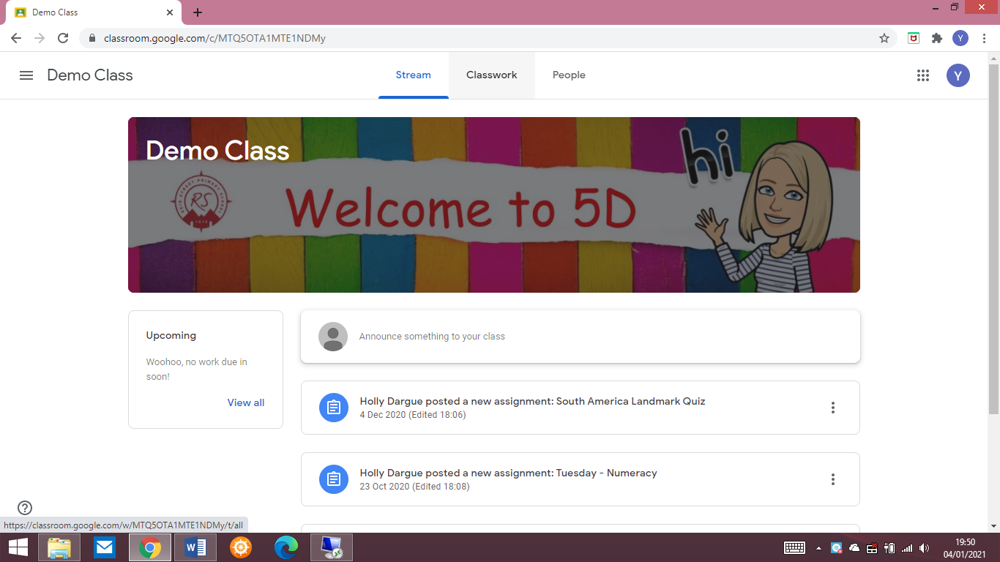 Demo Class
classroom.google.com/c/MTQ5OTA1MTE1NDMy
Y
Demo Class
Stream
Classwork
People
Y
Demo Class
hi
RS
Welcome to 5D
Upcoming
Woohoo, no work due in
soon!
View all
Announce something to your class
Holly Dargue posted a new assignment: South America Landmark Quiz
4 Dec 2020 (Edited 18:06)
Holly Dargue posted a new assignment: Tuesday - Numeracy
23 Oct 2020 (Edited 18:08)
https://classroom.google.com/w/MTQ5OTA1MTE1NDMy/t/all
19:50
04/01/2021